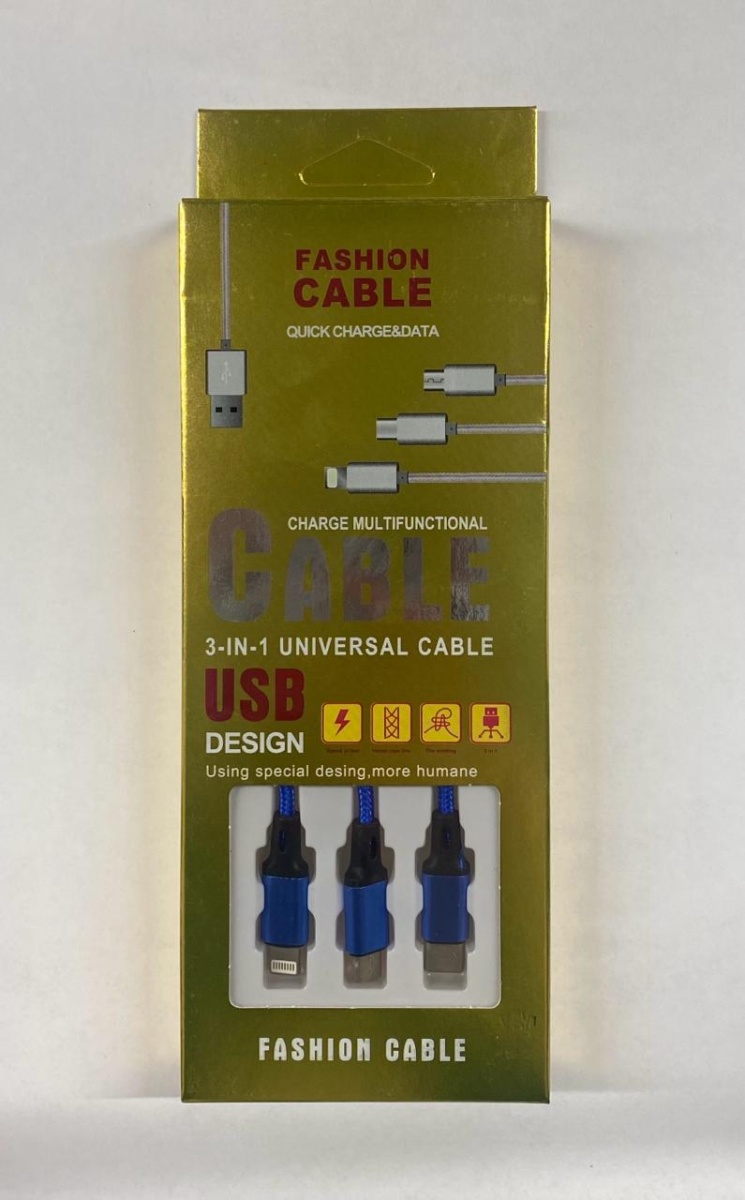 FASHION
CABLE
QUICK CHARGE&DATA
CHARGE MULTIFUNCTIONAL
CABLE
3-IN-1 UNIVERSAL CABLE
USB
DESIGN
Using special desing,more humane
FASHION CABLE